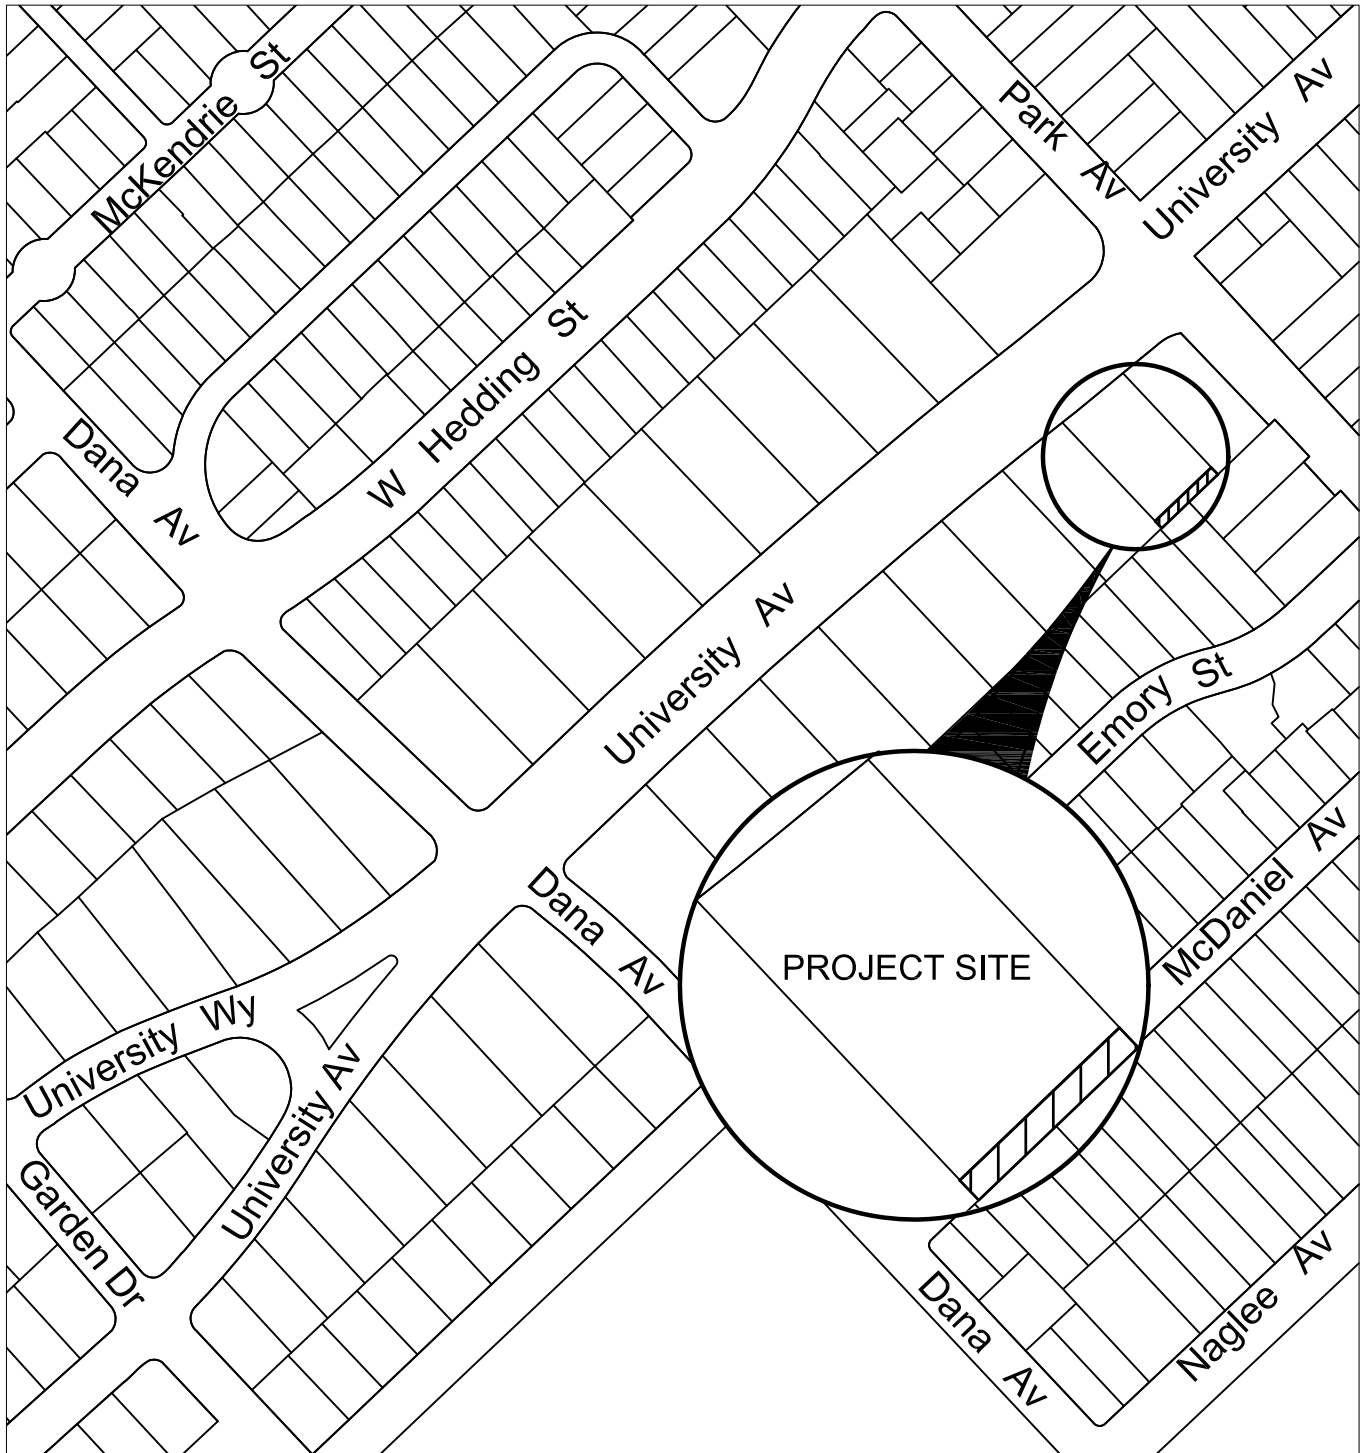 McKendrie St
Park Av
University Av
W Hedding St
Dana Av
University Av
Emory St
McDaniel Av
Dana Av
PROJECT SITE
University Wy
University Av
Garden Dr
Dana Av
Naglee Av